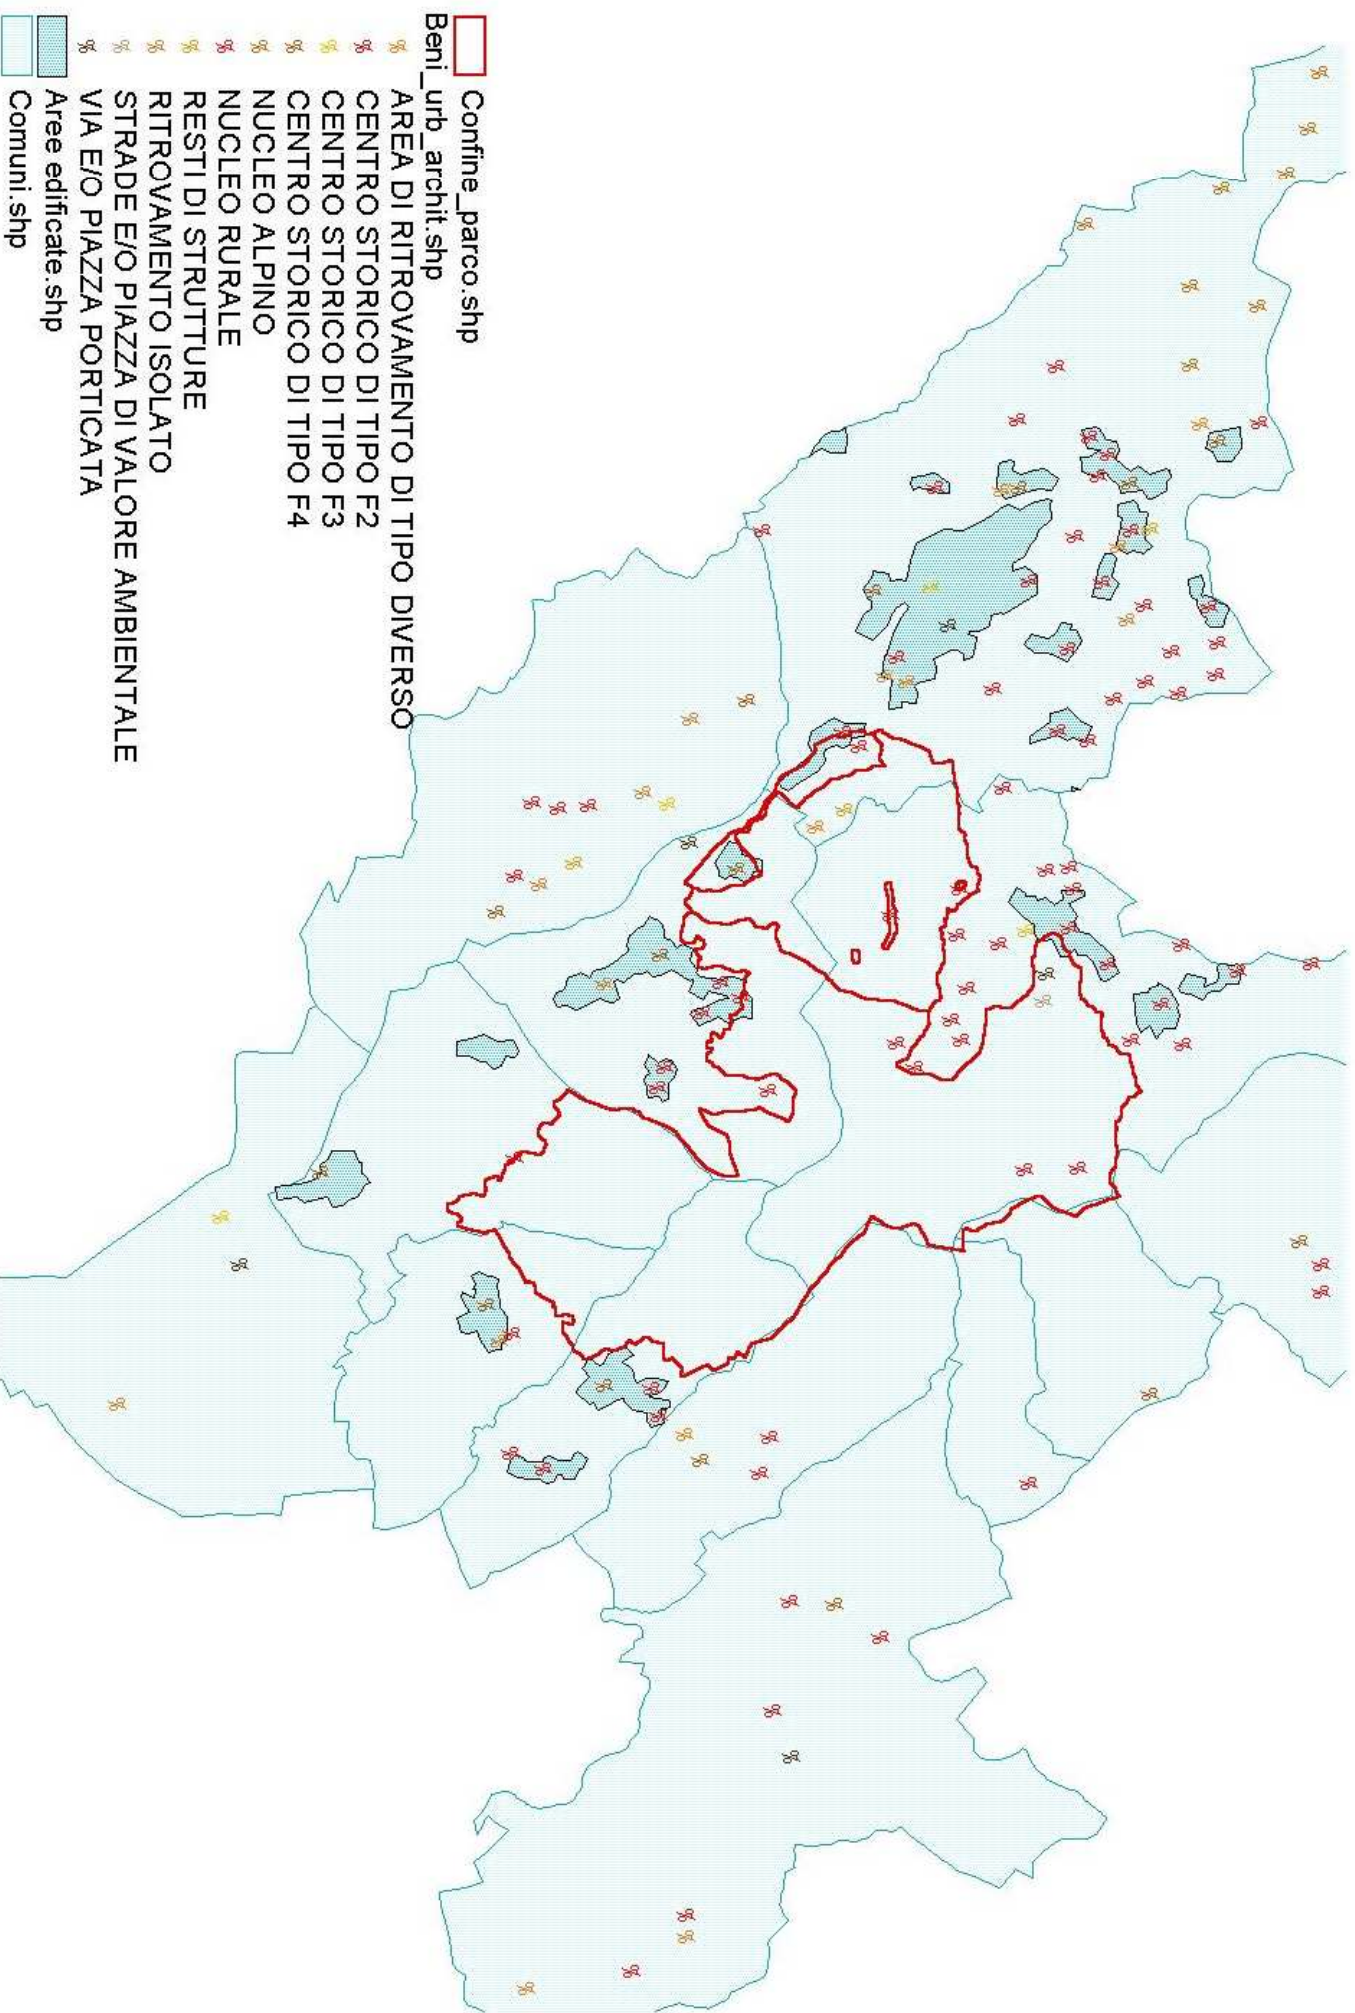 Confine_parco.shp
Beni_urb_archit.shp
AREA DI RITROVAMENTO DI TIPO DIVERSO
CENTRO STORICO DI TIPO F2
CENTRO STORICO DI TIPO F3
CENTRO STORICO DI TIPO F4
NUCLEO ALPINO
NUCLEO RURALE
RESTI DI STRUTTURE
RITROVAMENTO ISOLATO
STRADE E/O PIAZZA DI VALORE AMBIENTALE
VIA E/O PIAZZA PORTICATA
Aree edificate.shp
Comuni.shp